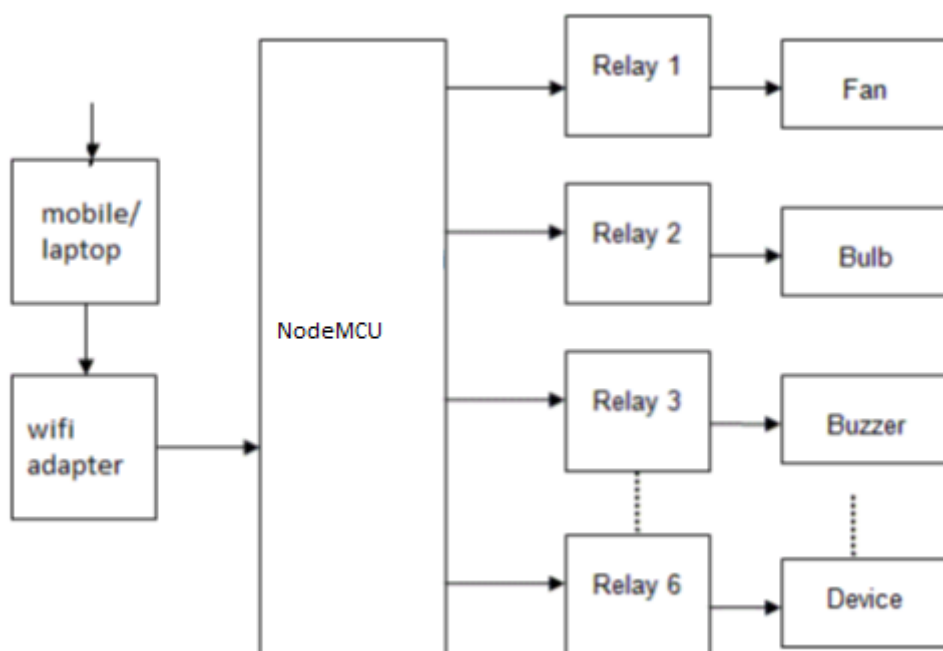 mobile/
laptop
wifi
adapter
NodeMCU
Relay 1
Fan
Relay 2
Bulb
Relay 3
Buzzer
Relay 6
Device